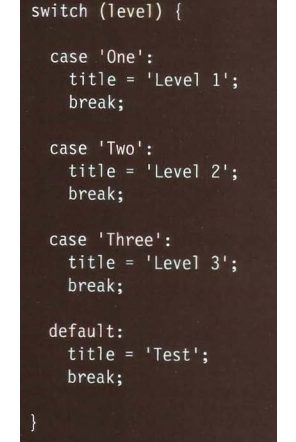 switch (level) {
case 'One':
title = 'Level 1';
break;
case 'Two':
title = 'Level 2';
break;
case 'Three':
title = 'Level 3';
break;
default:
title = 'Test';
break;
}